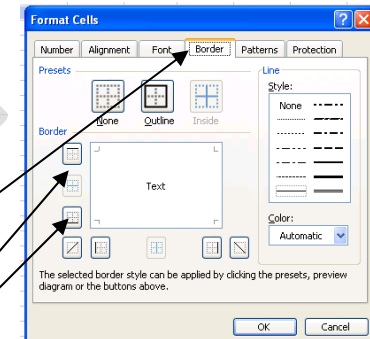 Format Cells
Number Alignment Font Border Patterns Protection
Presets
None Outline Inside
Border
Text
Line
Style:
None
Color:
Automatic
The selected border style can be applied by clicking the presets, preview
diagram or the buttons above.
OK Cancel